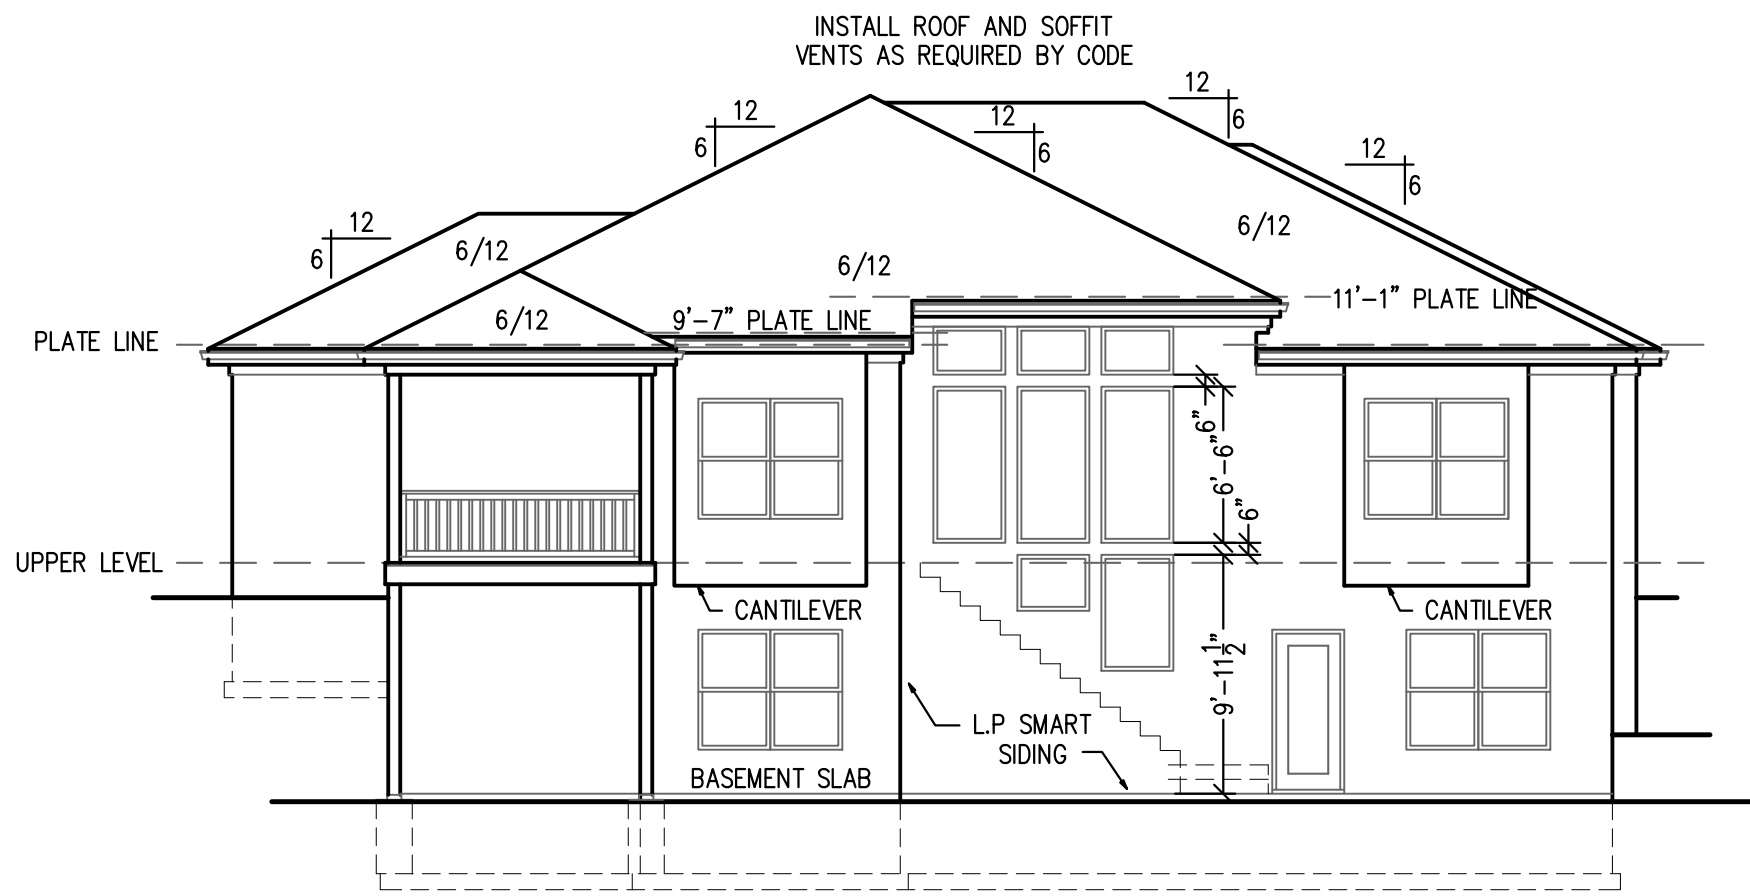 INSTALL ROOF AND SOFFIT
VENTS AS REQUIRED BY CODE
12
6
12
6
12
6
12
6
12
6
6/12
6/12
6/12
6/12
11'-1" PLATE LINE
9'-7" PLATE LINE
PLATE LINE
6"
6'-6"
6"
UPPER LEVEL
CANTILEVER
CANTILEVER
9'-11 1/2"
L.P SMART
SIDING
BASEMENT SLAB